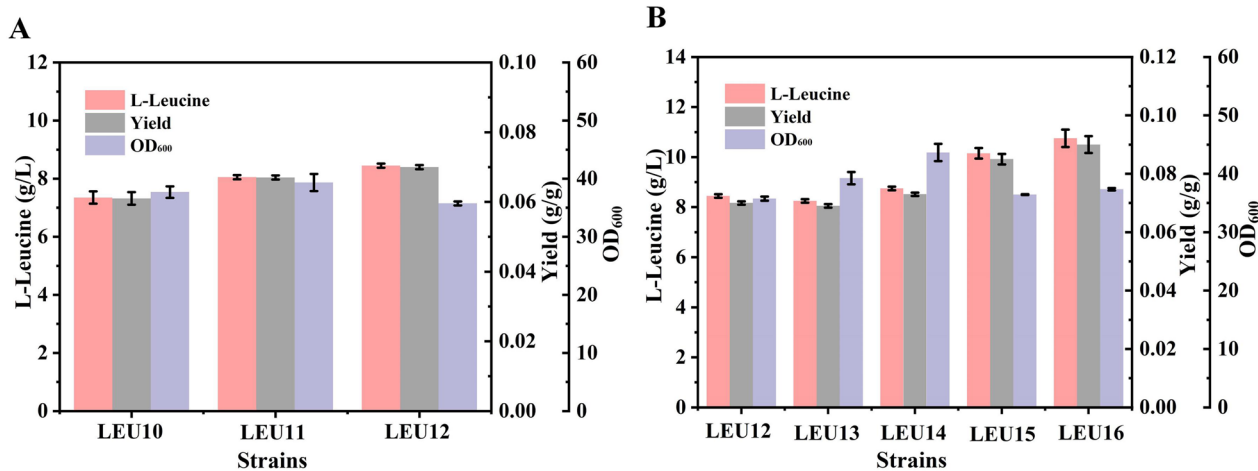 A
L-Leucine (g/L)
12
10
8
6
4
2
0
L-Leucine
Yield
OD600
LEU10
LEU11
LEU12
Strains
0.10
0.08
0.06
0.04
0.02
0.00
Yield (g/g)
60
50
40
30
20
10
0
OD600
B
L-Leucine (g/L)
14
12
10
8
6
4
2
0
L-Leucine
Yield
OD600
LEU12
LEU13
LEU14
LEU15
LEU16
Strains
0.12
0.10
0.08
0.06
0.04
0.02
0.00
Yield (g/g)
60
50
40
30
20
10
0
OD600